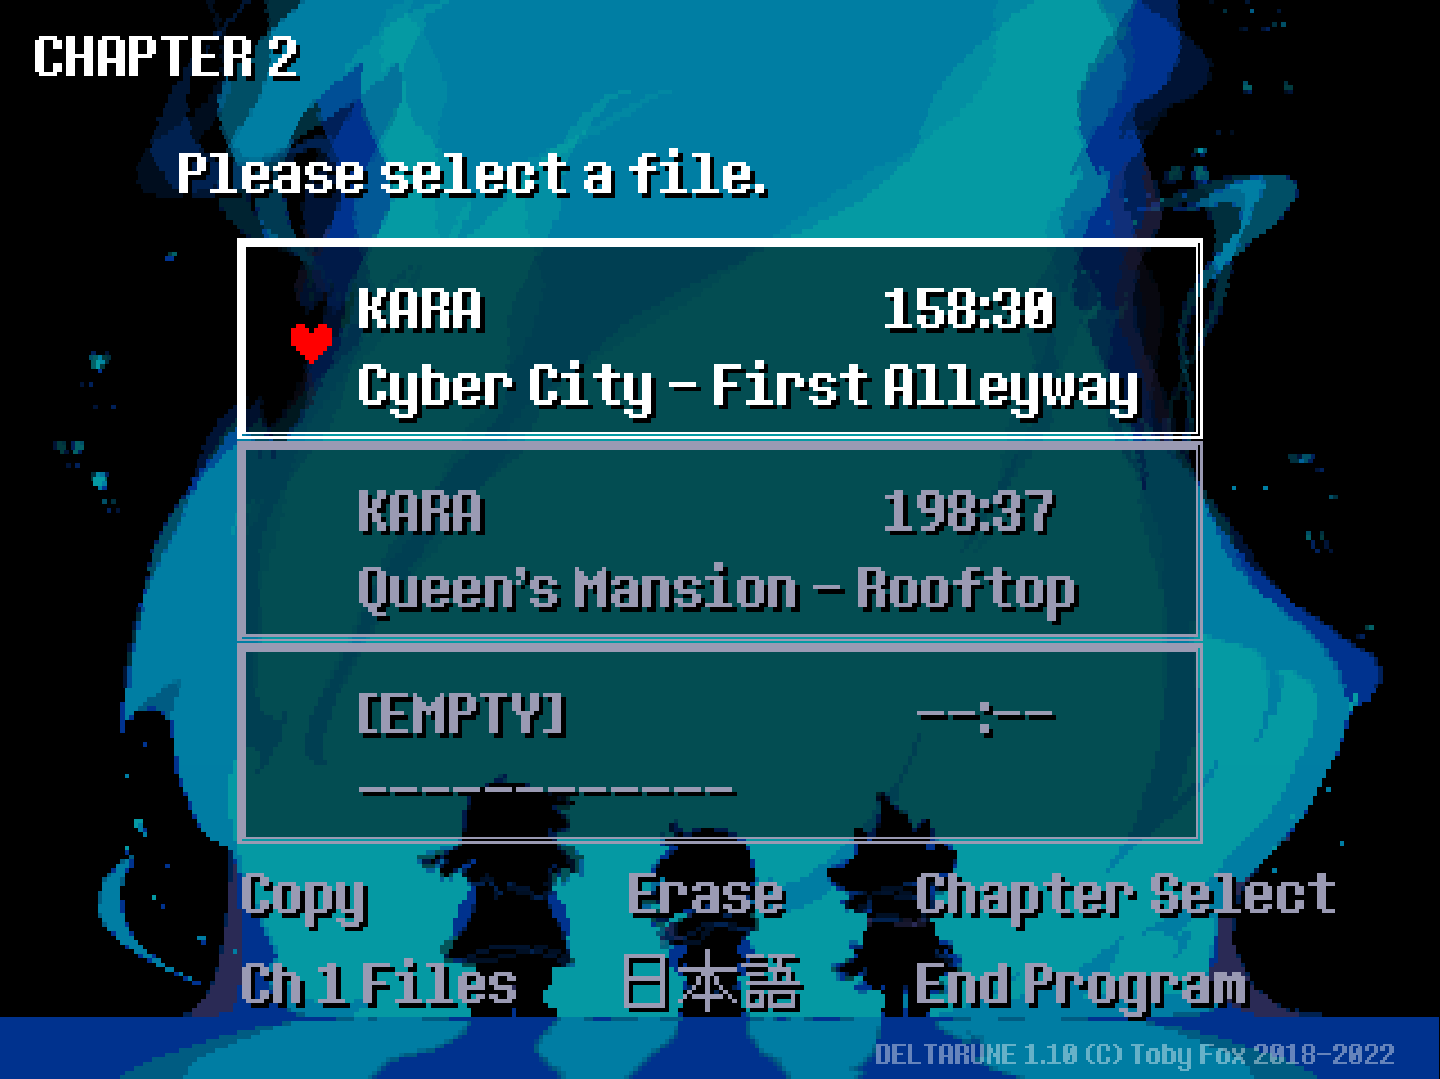 CHAPTER 2
Please select a file.
KARA 158:30
Cyber City - First Alleyway
KARA 198:37
Queen's Mansion - Rooftop
[EMPTY] --:--
------------
Copy Erase Chapter Select
Ch 1 Files 日本語 End Program
DELTARUNE 1.10 (C) Toby Fox 2018-2022